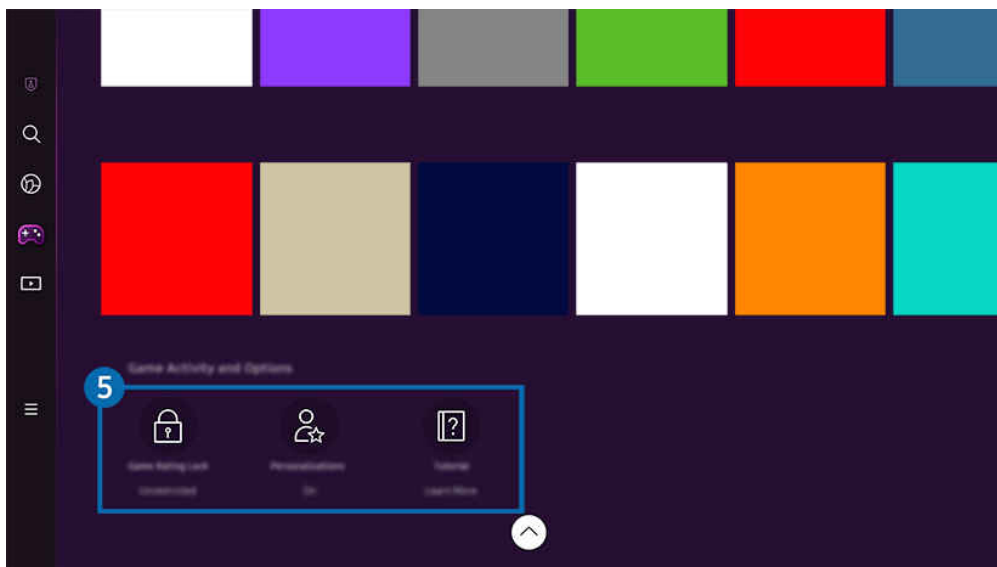 Game Activity and Options
5
Game Rating Lock
Personalizations
Tutorial
Unrestricted
On
Learn More